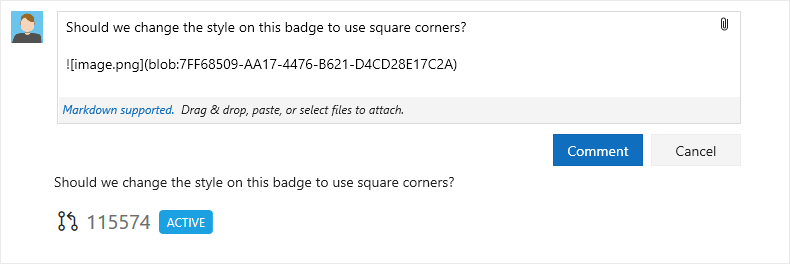 Should we change the style on this badge to use square corners?
![image.png](blob:7FF68509-AA17-4476-B621-D4CD28E17C2A)
Markdown supported. Drag & drop, paste, or select files to attach.
Comment Cancel
Should we change the style on this badge to use square corners?
115574 ACTIVE